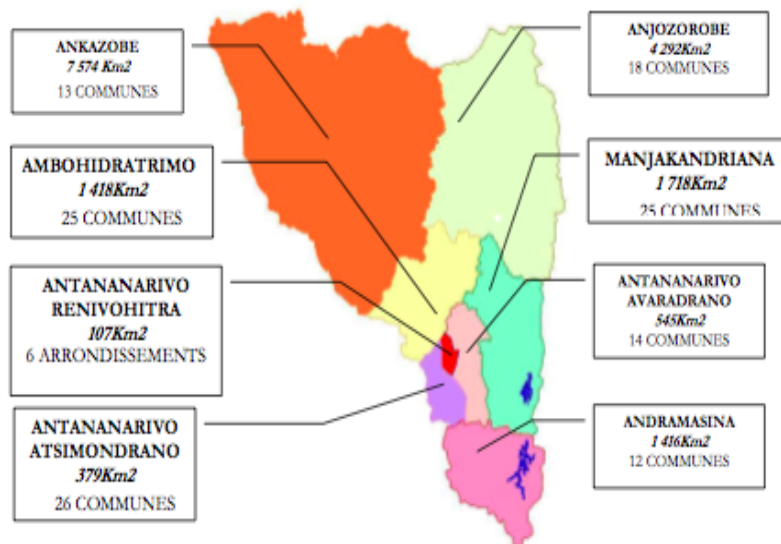 ANKAZOBE
7 574 Km2
13 COMMUNES
AMBOHIDRATRIMO
1 418Km2
25 COMMUNES
ANTANANARIVO
RENIVOHITRA
107Km2
6 ARRONDISSEMENTS
ANTANANARIVO
ATSIMONDRANO
379Km2
26 COMMUNES
ANJOZOROBE
4 292Km2
18 COMMUNES
MANJAKANDRIANA
1 718Km2
25 COMMUNES
ANTANANARIVO
AVARADRANO
545Km2
14 COMMUNES
ANDRAMASINA
1 416Km2
12 COMMUNES